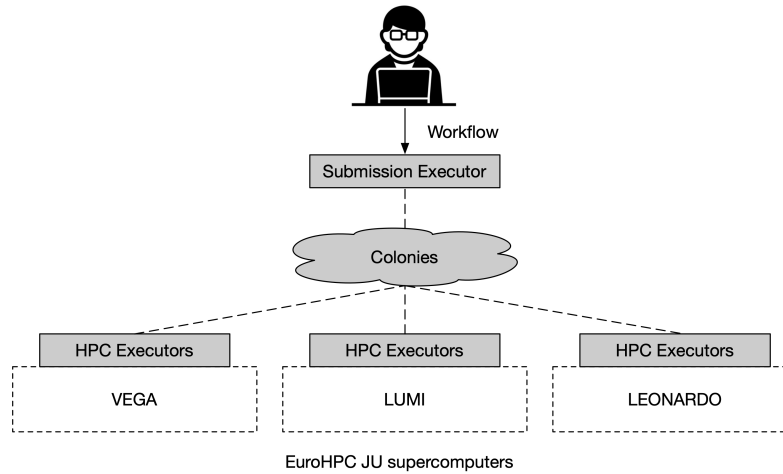 Workflow
Submission Executor
Colonies
HPC Executors
HPC Executors
HPC Executors
VEGA
LUMI
LEONARDO
EuroHPC JU supercomputers